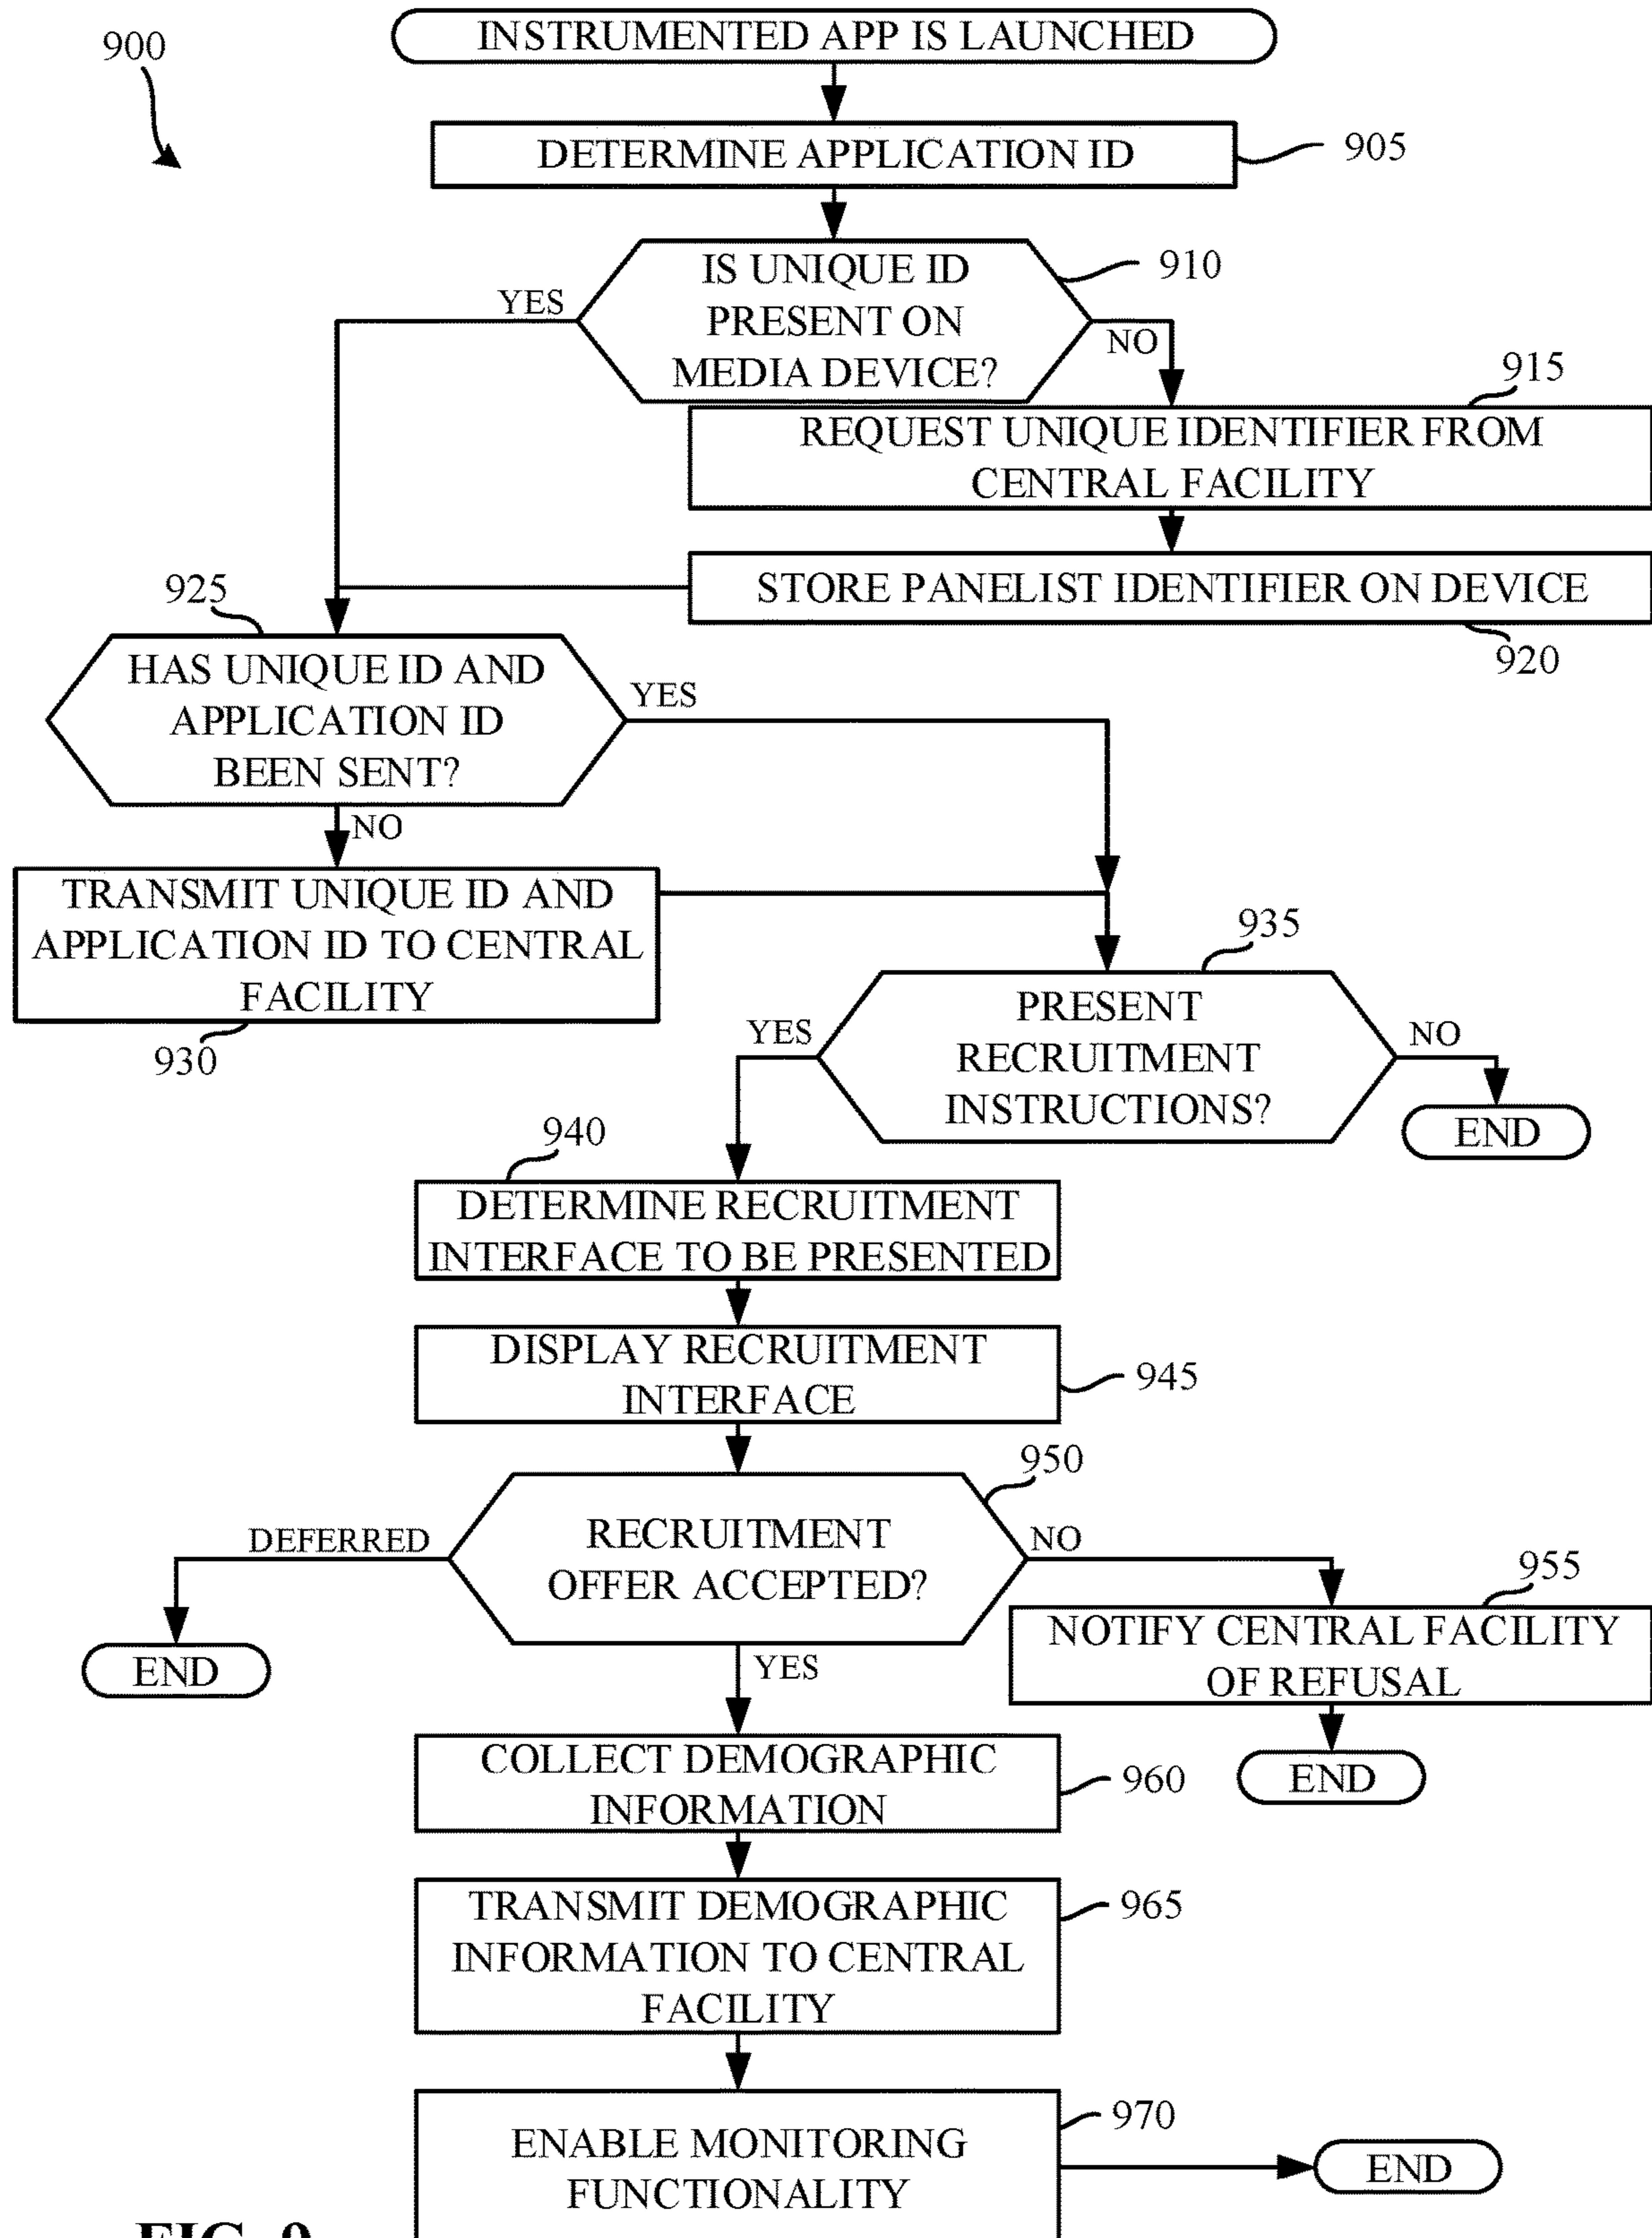 900
INSTRUMENTED APP IS LAUNCHED
DETERMINE APPLICATION ID
905
IS UNIQUE ID
PRESENT ON
MEDIA DEVICE?
910
YES
NO
915
REQUEST UNIQUE IDENTIFIER FROM
CENTRAL FACILITY
STORE PANELIST IDENTIFIER ON DEVICE
920
925
HAS UNIQUE ID AND
APPLICATION ID
BEEN SENT?
YES
NO
TRANSMIT UNIQUE ID AND
APPLICATION ID TO CENTRAL
FACILITY
930
935
PRESENT
RECRUITMENT
INSTRUCTIONS?
YES
NO
END
940
DETERMINE RECRUITMENT
INTERFACE TO BE PRESENTED
DISPLAY RECRUITMENT
INTERFACE
945
950
RECRUITMENT
OFFER ACCEPTED?
DEFERRED
NO
END
YES
955
NOTIFY CENTRAL FACILITY
OF REFUSAL
END
COLLECT DEMOGRAPHIC
INFORMATION
960
TRANSMIT DEMOGRAPHIC
INFORMATION TO CENTRAL
FACILITY
965
ENABLE MONITORING
FUNCTIONALITY
970
END
FIG. 9